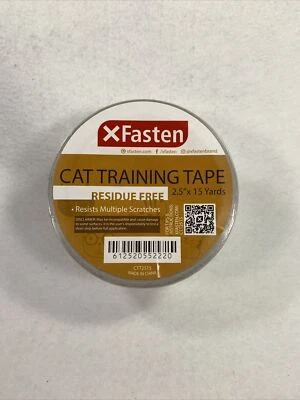 XFasten
xfasten.com /xfasten @xfastenbrand
CAT TRAINING TAPE
RESIDUE FREE 2.5"x 15 Yards
• Resists Multiple Scratches
612520552220
CTT2515
MADE IN CHINA